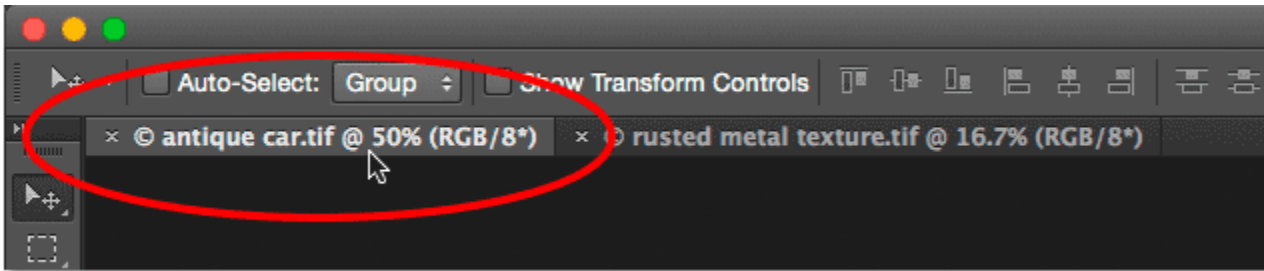 Auto-Select: Group Show Transform Controls
× © antique car.tif @ 50% (RGB/8*) × © rusted metal texture.tif @ 16.7% (RGB/8*)